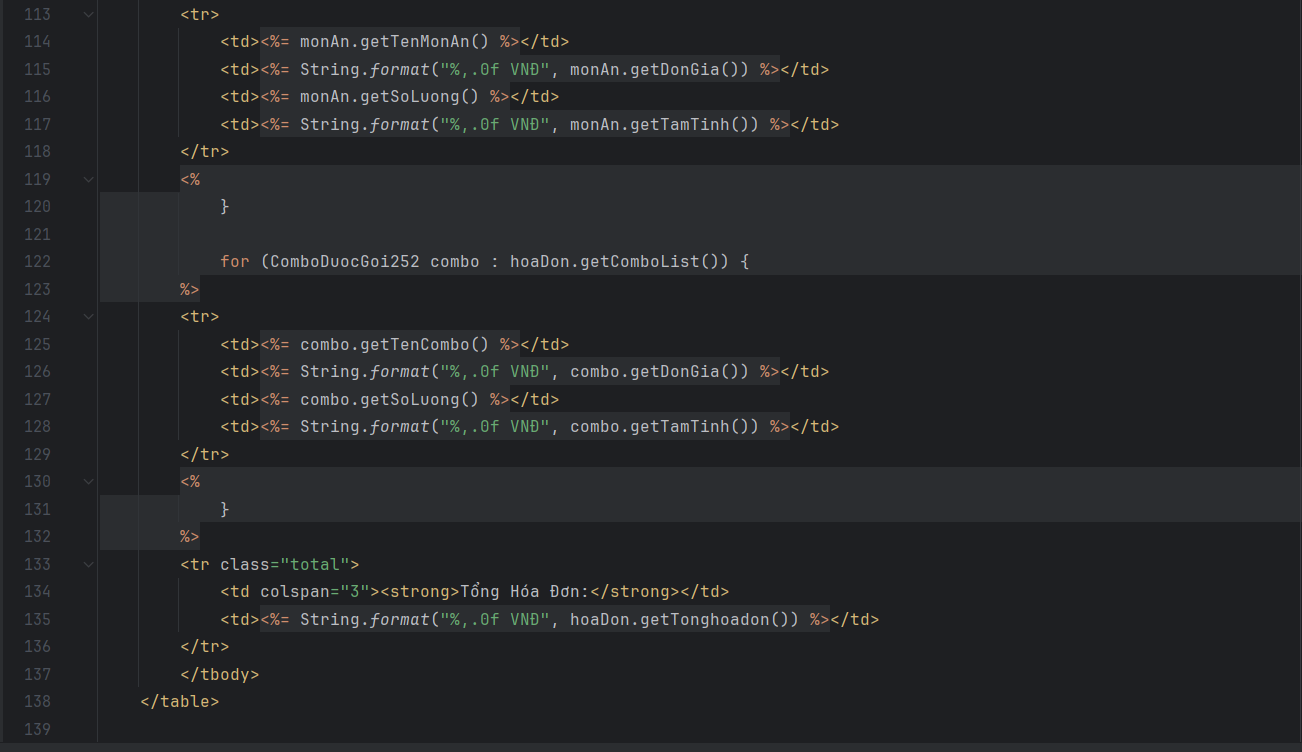 113 <tr>
114 <td><%= monAn.getTenMonAn() %></td>
115 <td><%= String.format("%,.0f VNĐ", monAn.getDonGia()) %></td>
116 <td><%= monAn.getSoLuong() %></td>
117 <td><%= String.format("%,.0f VNĐ", monAn.getTamTinh()) %></td>
118 </tr>
119 <%
120 }
121
122 for (ComboDuocGoi252 combo : hoaDon.getComboList()) {
123 %>
124 <tr>
125 <td><%= combo.getTenCombo() %></td>
126 <td><%= String.format("%,.0f VNĐ", combo.getDonGia()) %></td>
127 <td><%= combo.getSoLuong() %></td>
128 <td><%= String.format("%,.0f VNĐ", combo.getTamTinh()) %></td>
129 </tr>
130 <%
131 }
132 %>
133 <tr class="total">
134 <td colspan="3"><strong>Tổng Hóa Đơn:</strong></td>
135 <td><%= String.format("%,.0f VNĐ", hoaDon.getTonghoadon()) %></td>
136 </tr>
137 </tbody>
138 </table>
139